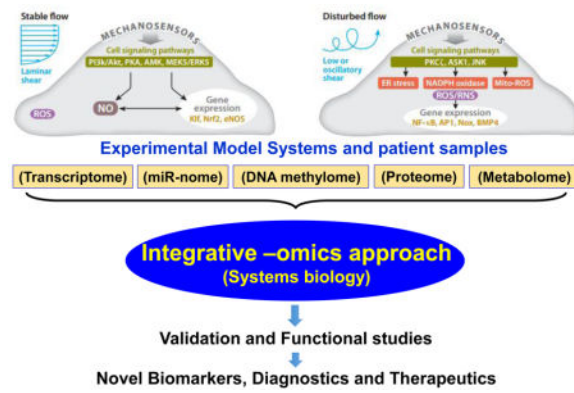 Stable flow
Laminar
shear
MECHANOSENSORS
Cell signaling pathways
PI3k/Akt, PKA, AMK, MEK5/ERK5
ROS
NO
Gene
expression
Klf, Nrf2, eNOS
Disturbed flow
Low or
oscillatory
shear
MECHANOSENSORS
Cell signaling pathways
PKCζ, ASK1, JNK
ER stress
NADPH oxidase
Mito-ROS
ROS/RNS
Gene expression
NF-κB, AP1, Nox, BMP4
Experimental Model Systems and patient samples
(Transcriptome)
(miR-nome)
(DNA methylome)
(Proteome)
(Metabolome)
Integrative –omics approach
(Systems biology)
Validation and Functional studies
Novel Biomarkers, Diagnostics and Therapeutics